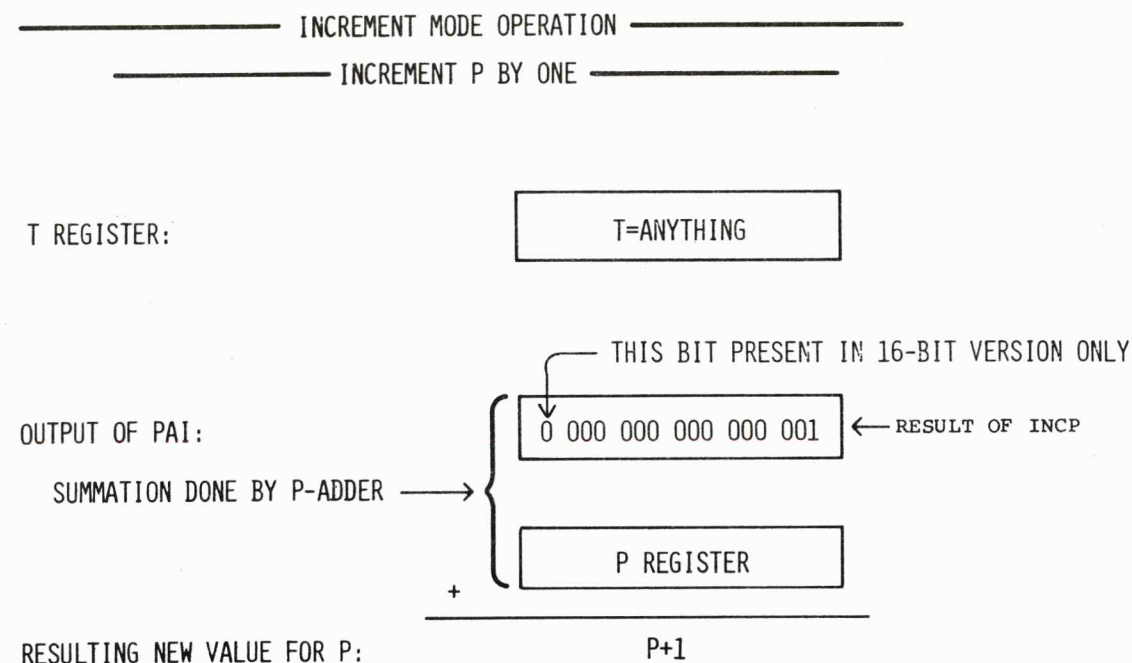 INCREMENT MODE OPERATION
INCREMENT P BY ONE
T REGISTER:
T=ANYTHING
THIS BIT PRESENT IN 16-BIT VERSION ONLY
OUTPUT OF PAI:
0 000 000 000 000 001
RESULT OF INCP
SUMMATION DONE BY P-ADDER
P REGISTER
+
RESULTING NEW VALUE FOR P:
P+1